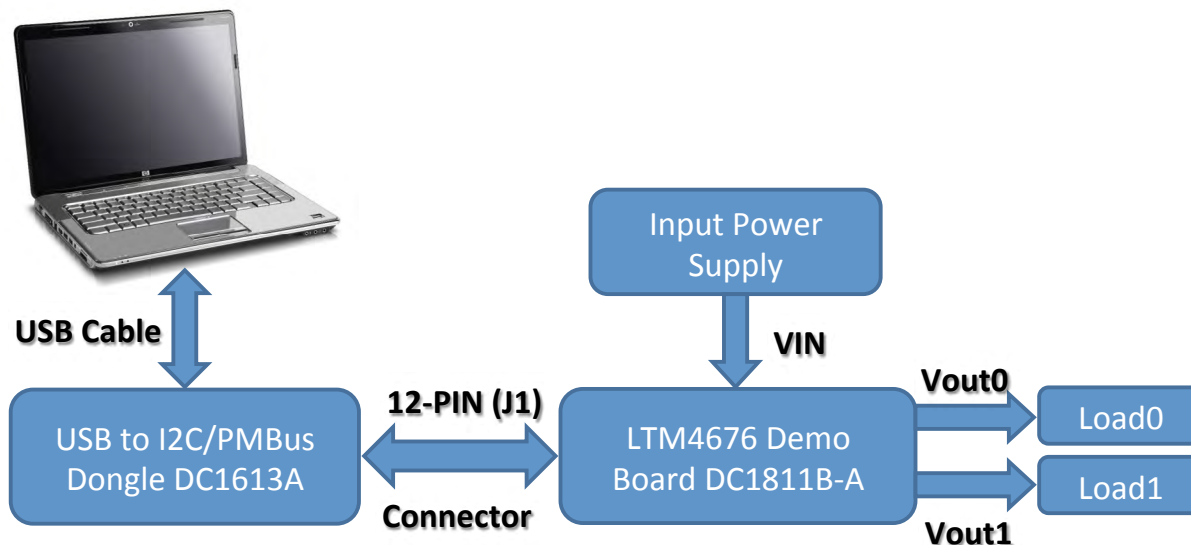 Input Power
Supply
USB Cable
VIN
Vout0
12-PIN (J1)
USB to I2C/PMBus
Dongle DC1613A
LTM4676 Demo
Board DC1811B-A
Load0
Load1
Connector
Vout1